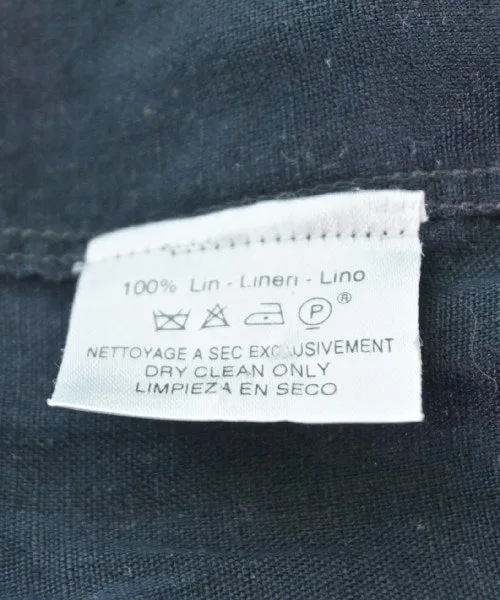 100% Lin - Lineri - Lino
P ®
NETTOYAGE A SEC EXCLUSIVEMENT
DRY CLEAN ONLY
LIMPIEZA EN SECO